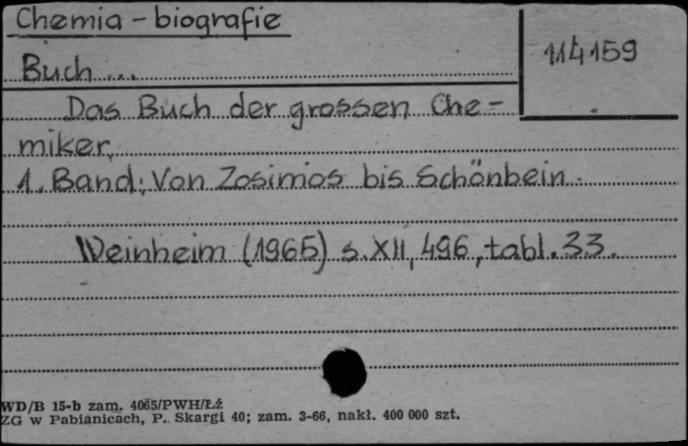 Chemia - biografie
114159
Buch...
Das Buch der grossen Che-
miker.
1. Band: Von Zosimos bis Schönbein.
Weinheim (1965) s. XII, 496, tabl. 33.
WD/B 15-b zam. 4065/PWH/Łź
ZG w Pabianicach, P. Skargi 40; zam. 3-66, nakł. 400 000 szt.